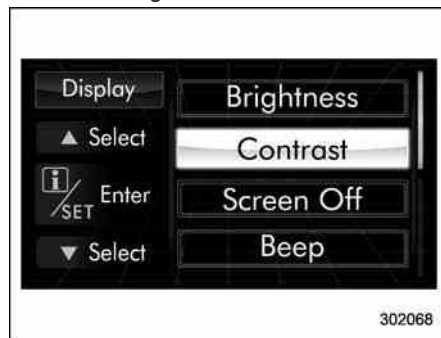 Display
▲ Select
i/SET Enter
▼ Select
Brightness
Contrast
Screen Off
Beep
302068